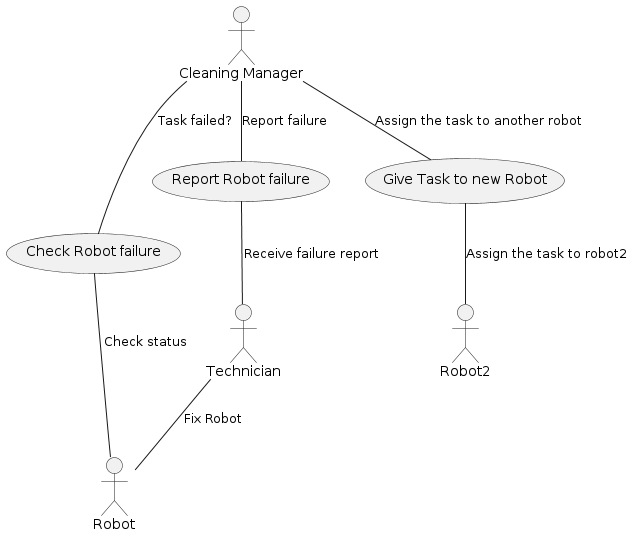 Cleaning Manager
Task failed?
Report failure
Assign the task to another robot
Report Robot failure
Give Task to new Robot
Check Robot failure
Receive failure report
Assign the task to robot2
Check status
Technician
Robot2
Fix Robot
Robot